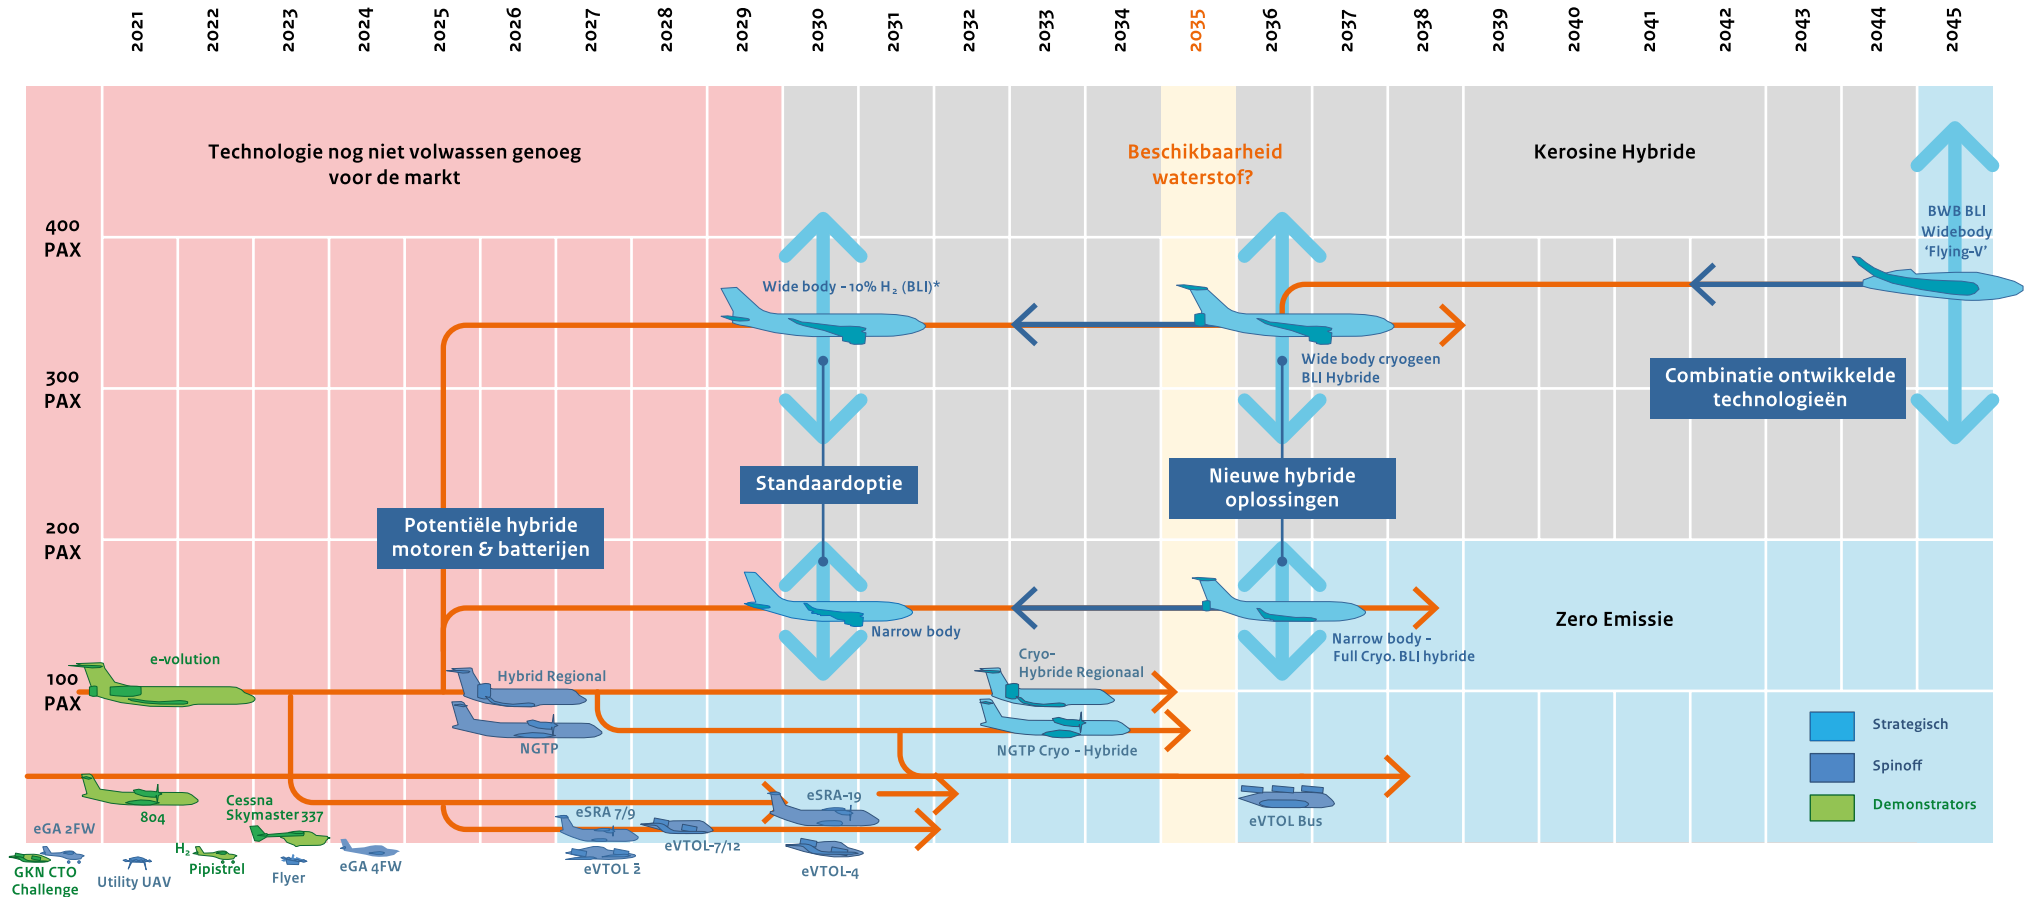 2021 2022 2023 2024 2025 2026 2027 2028 2029 2030 2031 2032 2033 2034 2035 2036 2037 2038 2039 2040 2041 2042 2043 2044 2045
Technologie nog niet volwassen genoeg
voor de markt
Beschikbaarheid
waterstof?
Kerosine Hybride
400
PAX
BWB BLI
Widebody
‘Flying-V’
Wide body - 10% H₂ (BLI)*
Wide body cryogeen
BLI Hybride
300
PAX
Combinatie ontwikkelde
technologieën
Standaardoptie
Nieuwe hybride
oplossingen
200
PAX
Potentiële hybride
motoren & batterijen
Narrow body
Zero Emissie
Narrow body -
Full Cryo. BLI hybride
e-volution
100
PAX
Hybrid Regional
Cryo-
Hybride Regionaal
NGTP
NGTP Cryo - Hybride
Strategisch
Spinoff
Demonstrators
804
Cessna
Skymaster 337
eSRA 7/9
eSRA-19
eVTOL Bus
eGA 2FW
eVTOL-7/12
GKN CTO
Challenge
Utility UAV
H₂
Pipistrel
Flyer
eGA 4FW
eVTOL 2
eVTOL-4